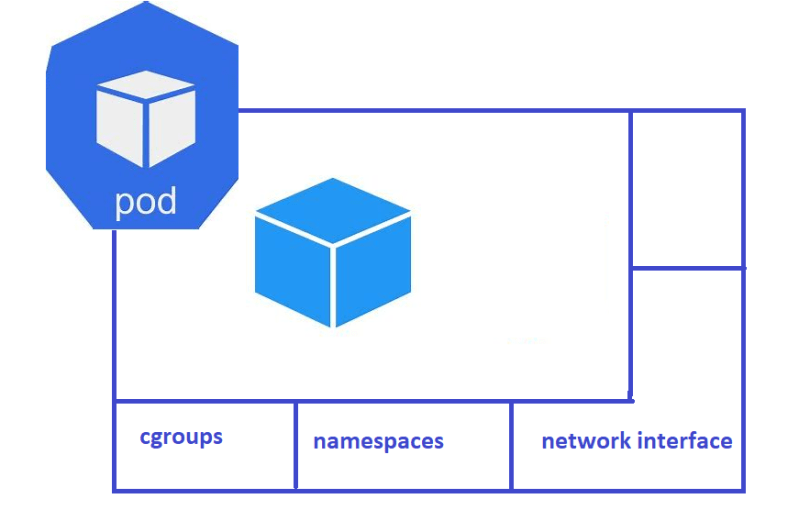 pod
cgroups
namespaces
network interface